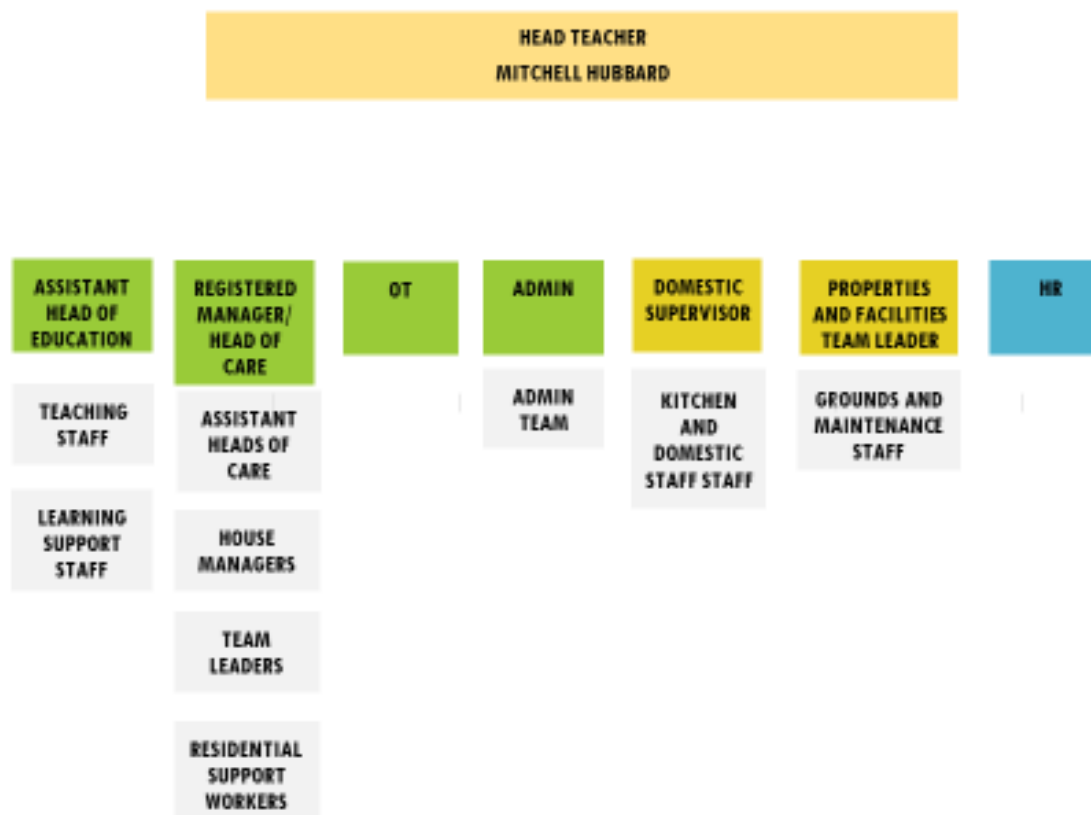 HEAD TEACHER
MITCHELL HUBBARD
ASSISTANT
HEAD OF
EDUCATION
TEACHING
STAFF
LEARNING
SUPPORT
STAFF
REGISTERED
MANAGER/
HEAD OF
CARE
ASSISTANT
HEADS OF
CARE
HOUSE
MANAGERS
TEAM
LEADERS
RESIDENTIAL
SUPPORT
WORKERS
OT
ADMIN
ADMIN
TEAM
DOMESTIC
SUPERVISOR
KITCHEN
AND
DOMESTIC
STAFF STAFF
PROPERTIES
AND FACILITIES
TEAM LEADER
GROUNDS AND
MAINTENANCE
STAFF
HR